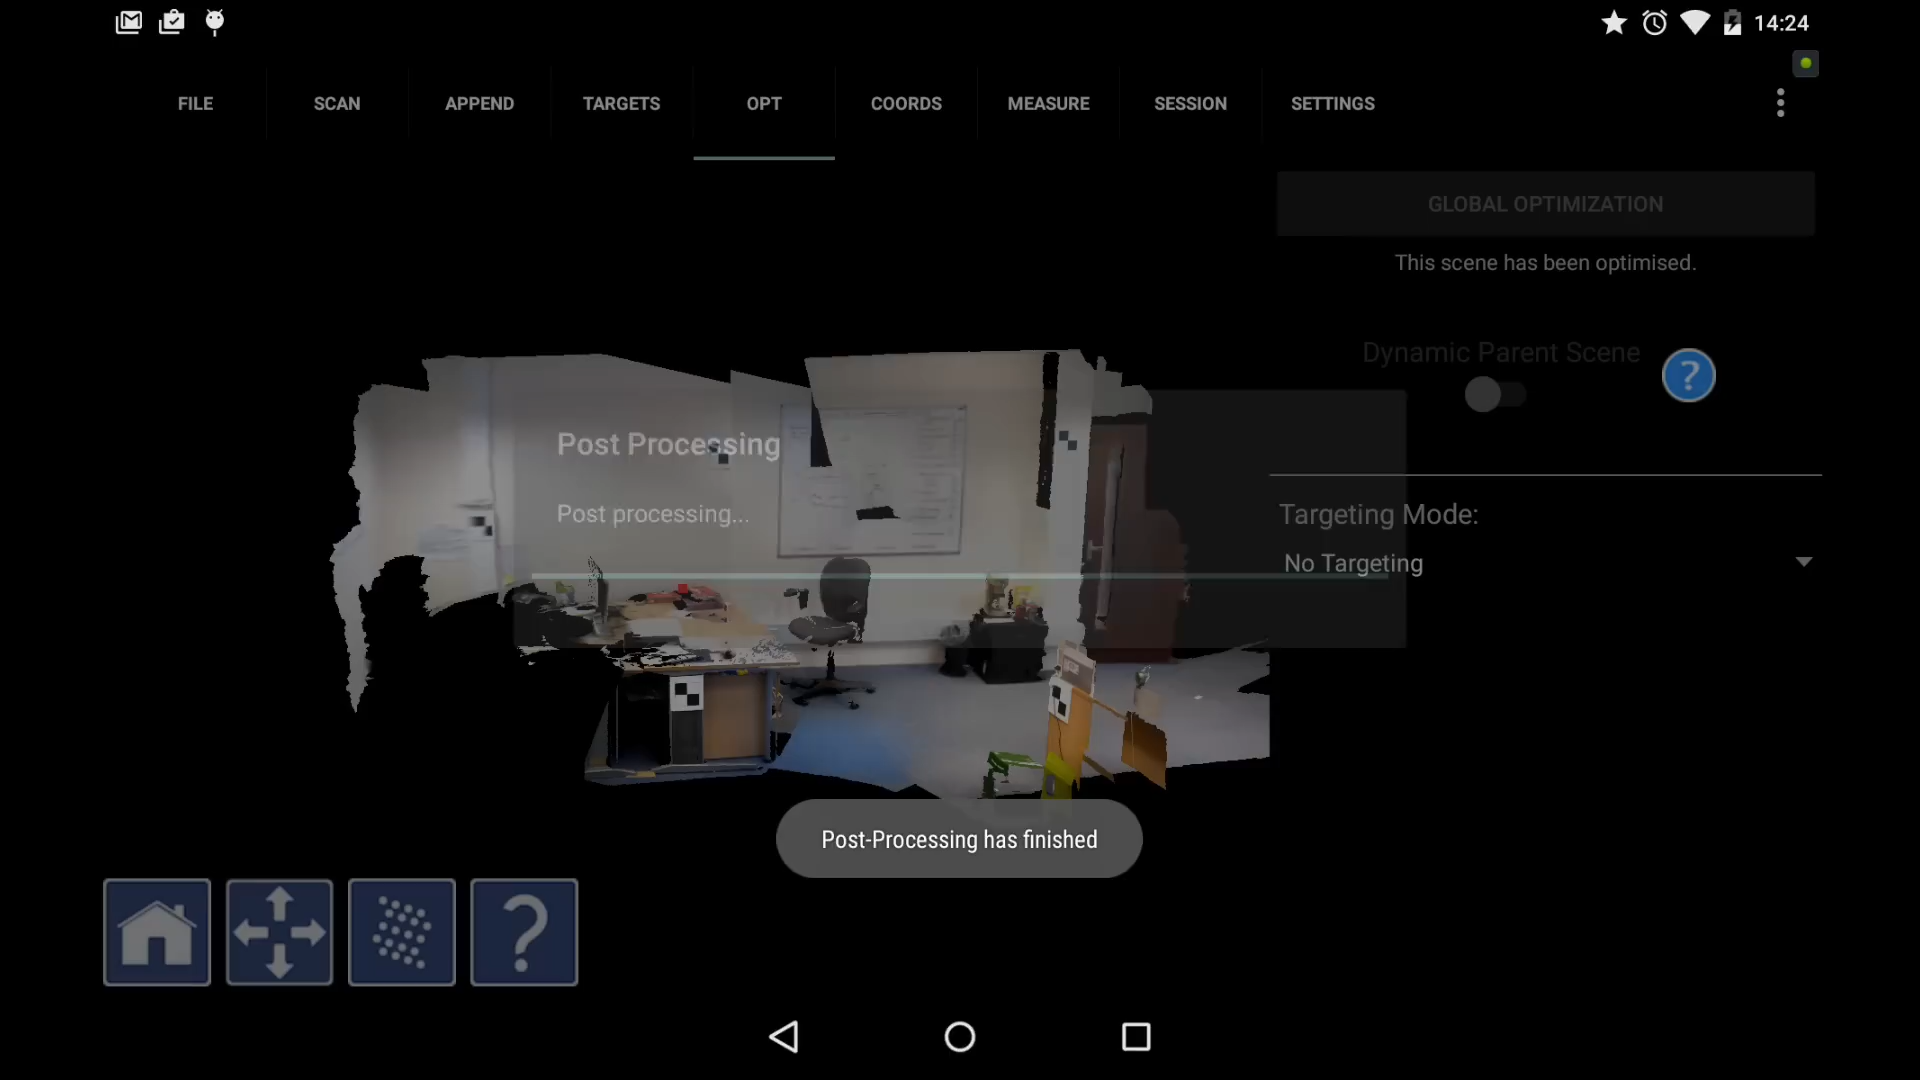 14:24
FILE
SCAN
APPEND
TARGETS
OPT
COORDS
MEASURE
SESSION
SETTINGS
GLOBAL OPTIMIZATION
This scene has been optimised.
Dynamic Parent Scene
?
Post Processing
Post processing...
Targeting Mode:
No Targeting
Post-Processing has finished
?